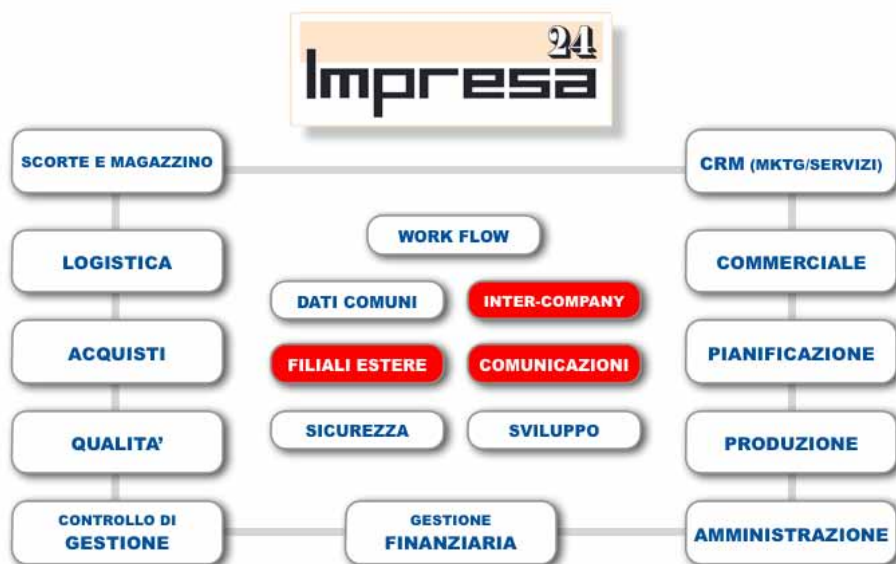 24
Impresa
SCORTE E MAGAZZINO
CRM (MKTG/SERVIZI)
WORK FLOW
LOGISTICA
COMMERCIALE
DATI COMUNI
INTER-COMPANY
ACQUISTI
FILIALI ESTERE
COMUNICAZIONI
PIANIFICAZIONE
QUALITA'
SICUREZZA
SVILUPPO
PRODUZIONE
CONTROLLO DI
GESTIONE
GESTIONE
FINANZIARIA
AMMINISTRAZIONE